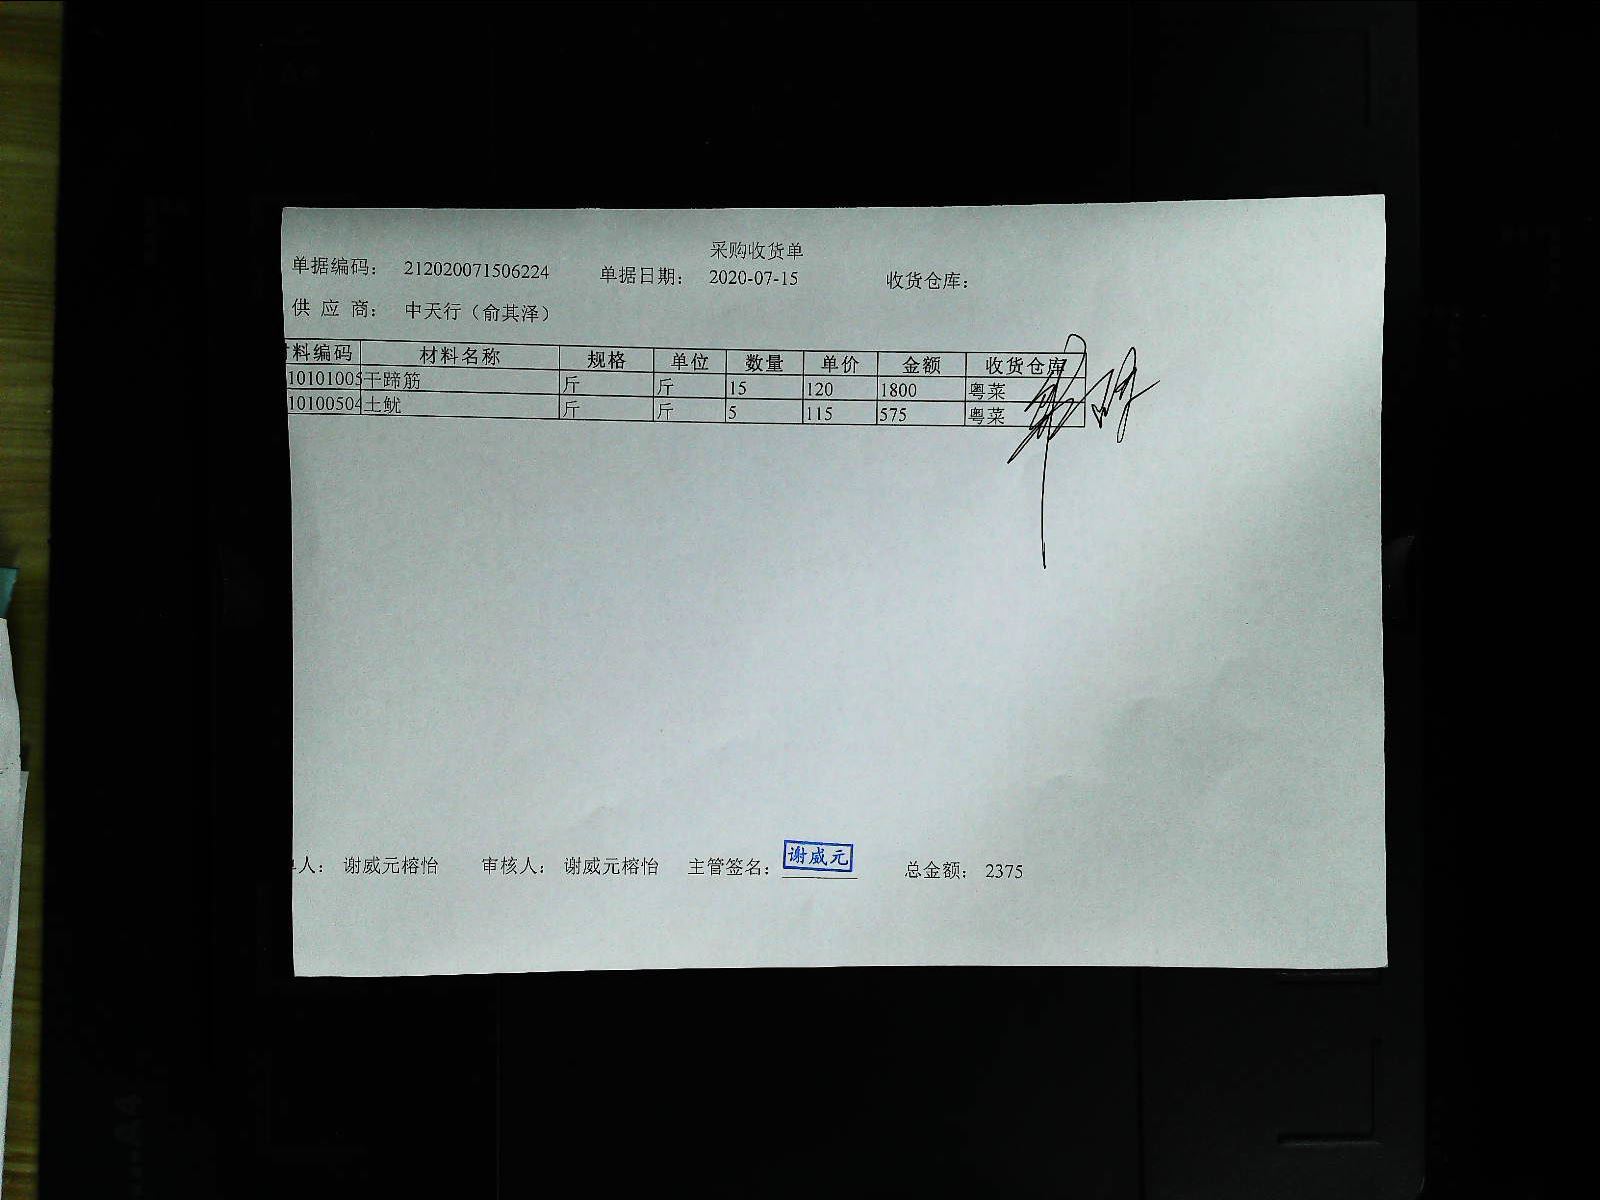 采购收货单
单据编码： 212020071506224 单据日期： 2020-07-15 收货仓库：
供 应 商： 中天行（俞其泽）
料编码 材料名称 规格 单位 数量 单价 金额 收货仓库
10101005 干蹄筋 斤 斤 15 120 1800 粤菜
10100504 土鱿 斤 斤 5 115 575 粤菜
人： 谢威元榕怡 审核人： 谢威元榕怡 主管签名： 谢威元 总金额： 2375